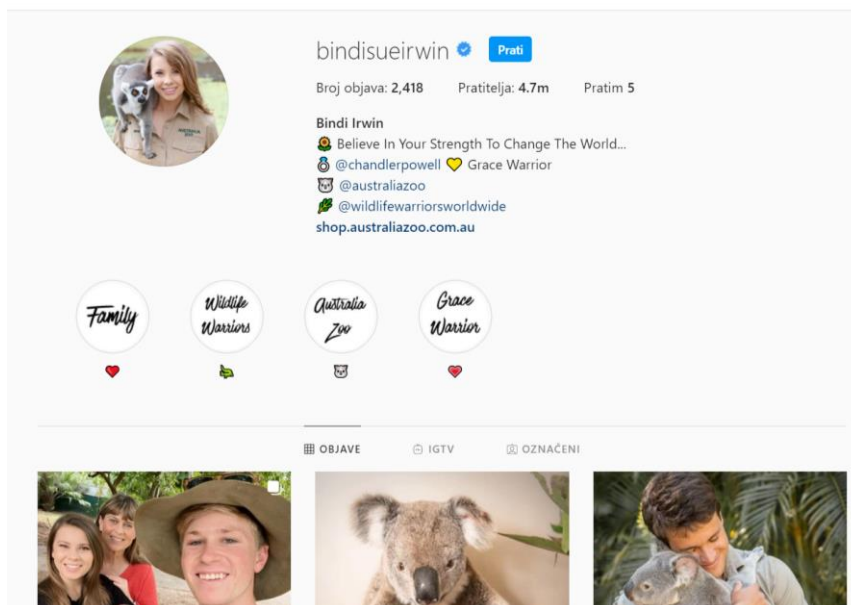 bindisueirwin Prati
Broj objava: 2,418 Pratitelja: 4.7m Pratim 5
Bindi Irwin
Believe In Your Strength To Change The World...
@chandlerpowell Grace Warrior
@australiazoo
@wildlifewarriorsworldwide
shop.australiazoo.com.au
Family
Wildlife
Warriors
Australia
Zoo
Grace
Warrior
OBJAVE IGTV OZNAČENI